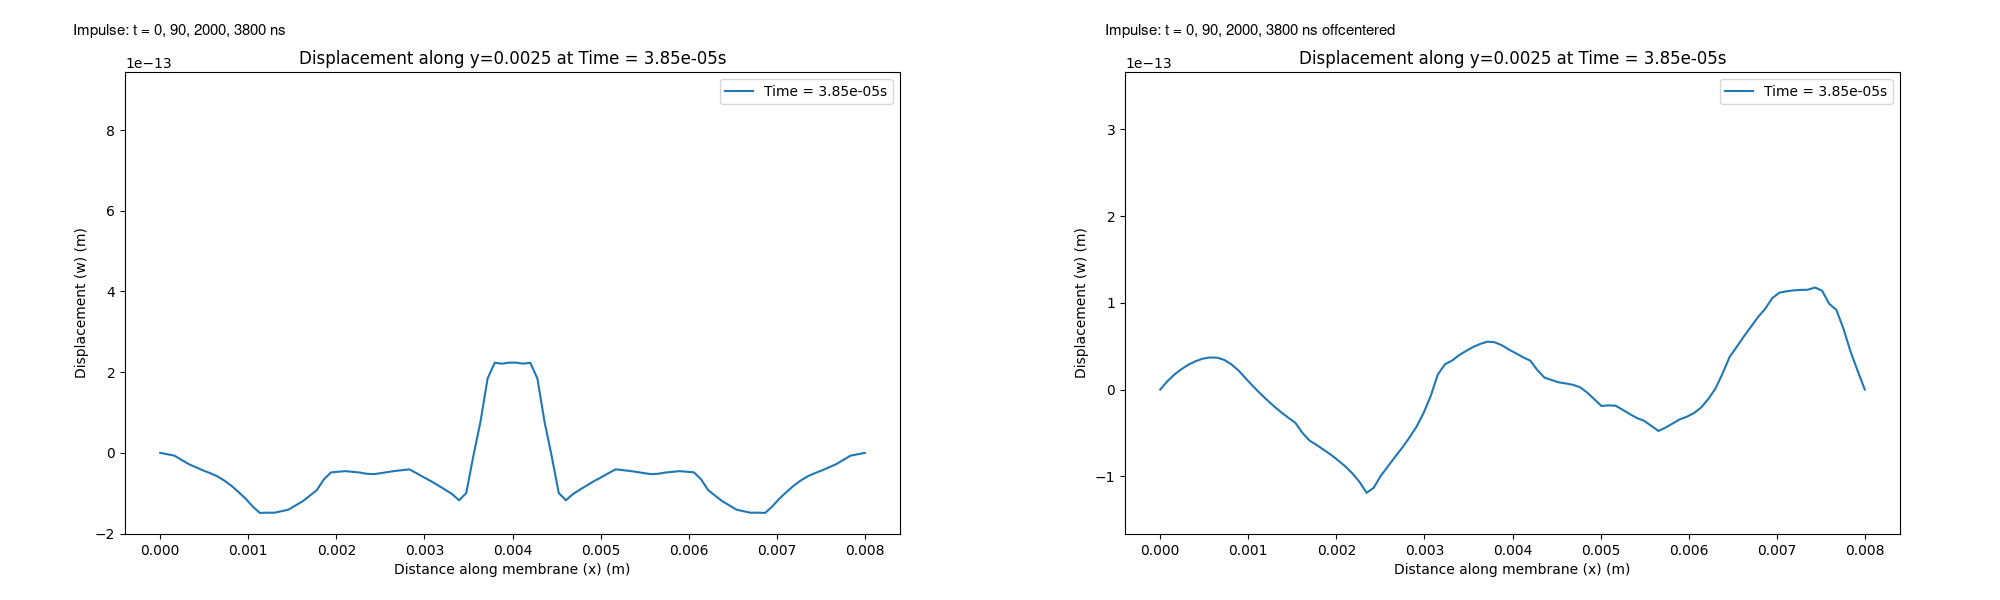 Impulse: t = 0, 90, 2000, 3800 ns
Displacement along y=0.0025 at Time = 3.85e-05s
1e−13
Time = 3.85e-05s
8
6
4
2
0
−2
Displacement (w) (m)
0.000 0.001 0.002 0.003 0.004 0.005 0.006 0.007 0.008
Distance along membrane (x) (m)
Impulse: t = 0, 90, 2000, 3800 ns offcentered
Displacement along y=0.0025 at Time = 3.85e-05s
1e−13
Time = 3.85e-05s
3
2
1
0
−1
Displacement (w) (m)
0.000 0.001 0.002 0.003 0.004 0.005 0.006 0.007 0.008
Distance along membrane (x) (m)